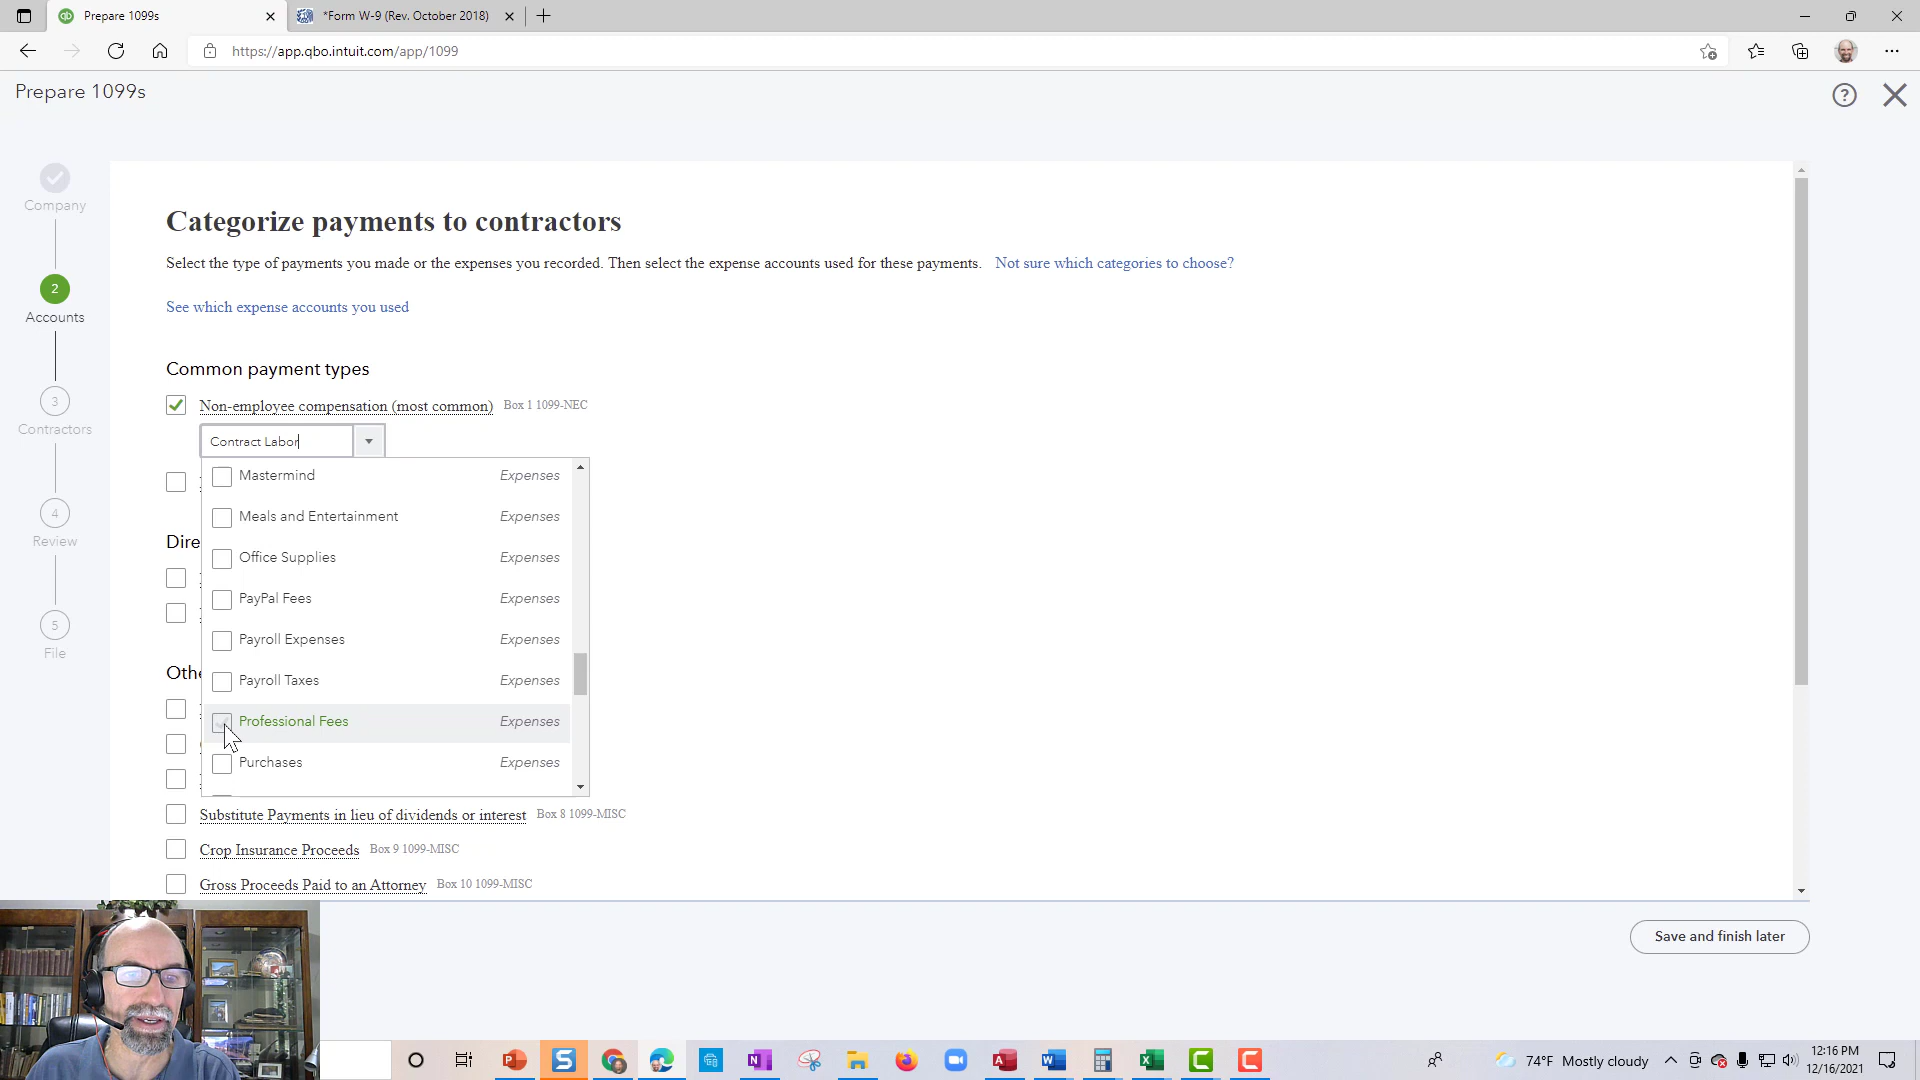 Prepare 1099s
*Form W-9 (Rev. October 2018)
https://app.qbo.intuit.com/app/1099
Prepare 1099s
Company
2
Accounts
3
Contractors
4
Review
5
File
Categorize payments to contractors
Select the type of payments you made or the expenses you recorded. Then select the expense accounts used for these payments. Not sure which categories to choose?
See which expense accounts you used
Common payment types
Non-employee compensation (most common) Box 1 1099-NEC
Contract Labor
Mastermind Expenses
Meals and Entertainment Expenses
Dire
Office Supplies Expenses
PayPal Fees Expenses
Payroll Expenses Expenses
Othe
Payroll Taxes Expenses
Professional Fees Expenses
Purchases Expenses
Substitute Payments in lieu of dividends or interest Box 8 1099-MISC
Crop Insurance Proceeds Box 9 1099-MISC
Gross Proceeds Paid to an Attorney Box 10 1099-MISC
Save and finish later
74°F Mostly cloudy
12:16 PM
12/16/2021